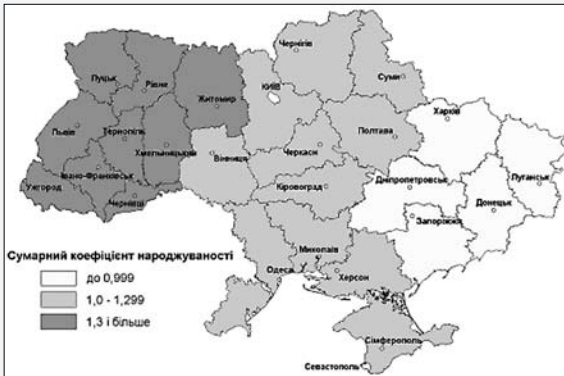 Чернігів
Луцьк
Рівне
Суми
Житомир
КИЇВ
Харків
Львів
Тернопіль
Полтава
Хмельницький
Черкаси
Вінниця
Луганськ
Івано-Франківськ
Ужгород
Кіровоград
Дніпропетровськ
Чернівці
Донецьк
Запоріжжя
Сумарний коефіцієнт народжуваності
Миколаїв
до 0,999
Одеса
Херсон
1,0 - 1,299
1,3 і більше
Сімферополь
Севастополь